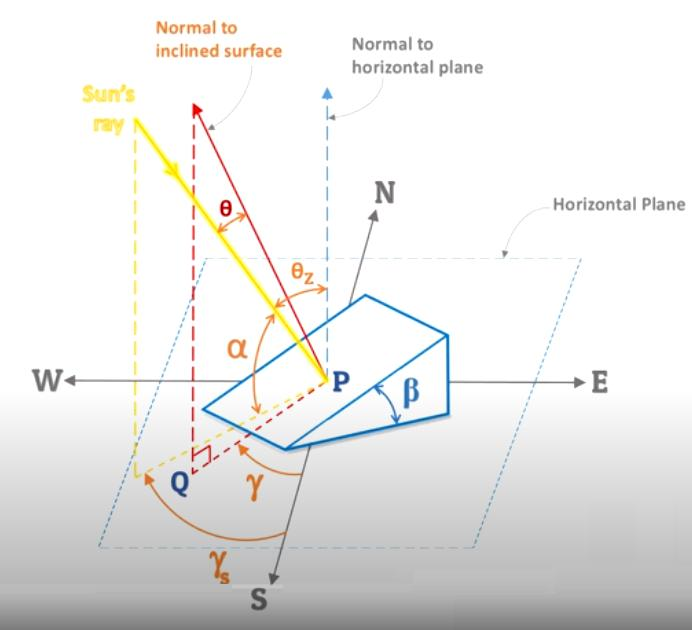 Normal to
inclined surface
Normal to
horizontal plane
Sun's
ray
N
θ
Horizontal Plane
θz
α
W
P
β
E
Q
γ
γs
S